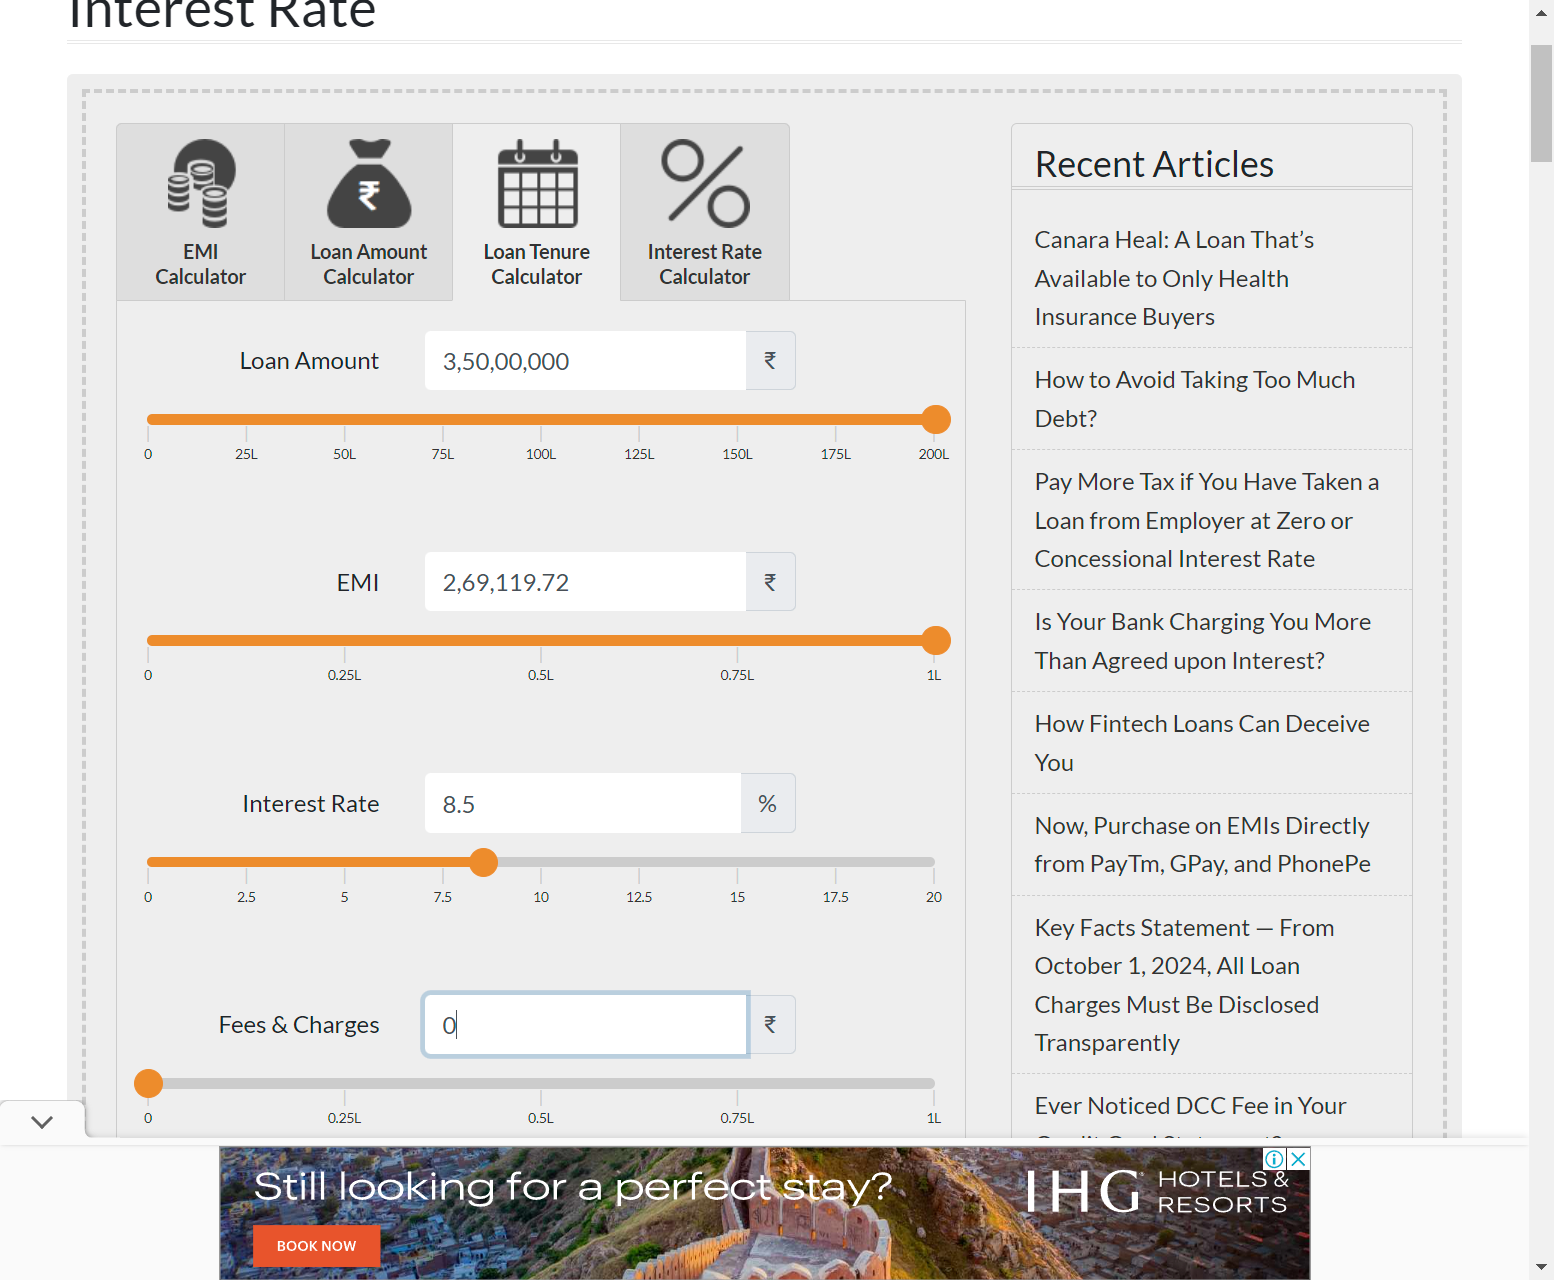 Interest Rate
EMI
Calculator
Loan Amount
Calculator
Loan Tenure
Calculator
Interest Rate
Calculator
Loan Amount
3,50,00,000
₹
0
25L
50L
75L
100L
125L
150L
175L
200L
EMI
2,69,119.72
₹
0
0.25L
0.5L
0.75L
1L
Interest Rate
8.5
%
0
2.5
5
7.5
10
12.5
15
17.5
20
Fees & Charges
0
₹
0
0.25L
0.5L
0.75L
1L
Recent Articles
Canara Heal: A Loan That’s
Available to Only Health
Insurance Buyers
How to Avoid Taking Too Much
Debt?
Pay More Tax if You Have Taken a
Loan from Employer at Zero or
Concessional Interest Rate
Is Your Bank Charging You More
Than Agreed upon Interest?
How Fintech Loans Can Deceive
You
Now, Purchase on EMIs Directly
from PayTm, GPay, and PhonePe
Key Facts Statement — From
October 1, 2024, All Loan
Charges Must Be Disclosed
Transparently
Ever Noticed DCC Fee in Your
Still looking for a perfect stay?
BOOK NOW
IHG HOTELS &
RESORTS